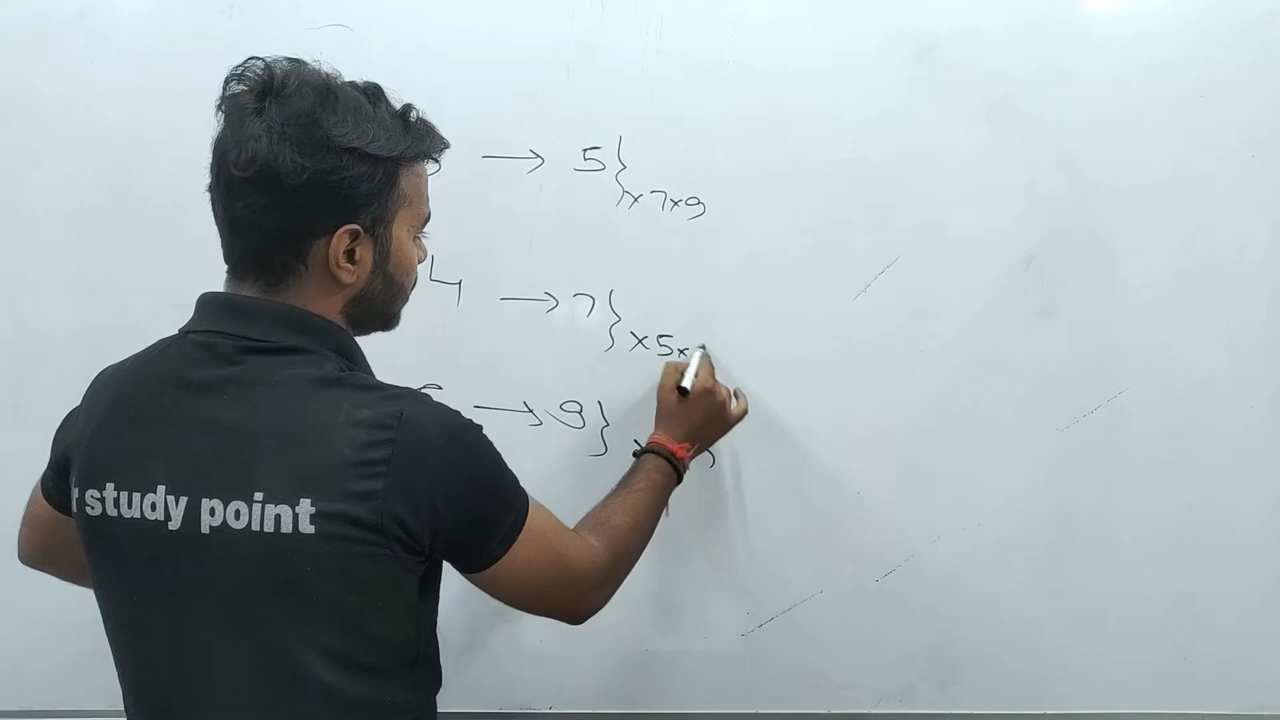 → 5}
×7×9
4 → 7}
×5×
→ 9}
study point